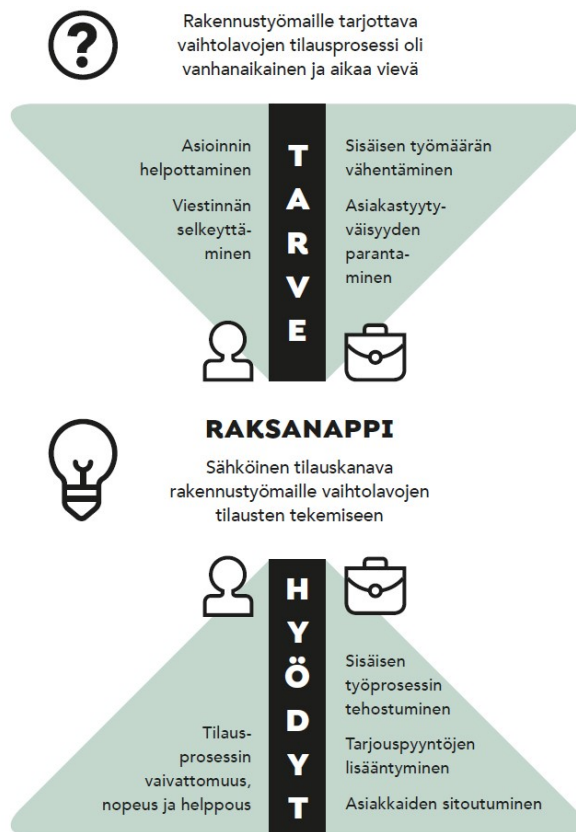 ?
Rakennustyömaille tarjottava
vaihtolavojen tilausprosessi oli
vanhanaikainen ja aikaa vievä
TARVE
Asioinnin
helpottaminen
Viestinnän
selkeyttä-
minen
Sisäisen työmäärän
vähentäminen
Asiakastyyty-
väisyyden
paranta-
minen
RAKSANAPPI
Sähköinen tilauskanava
rakennustyömaille vaihtolavojen
tilausten tekemiseen
HYÖDYT
Tilaus-
prosessin
vaivattomuus,
nopeus ja helppous
Sisäisen
työprosessin
tehostuminen
Tarjouspyyntöjen
lisääntyminen
Asiakkaiden sitoutuminen